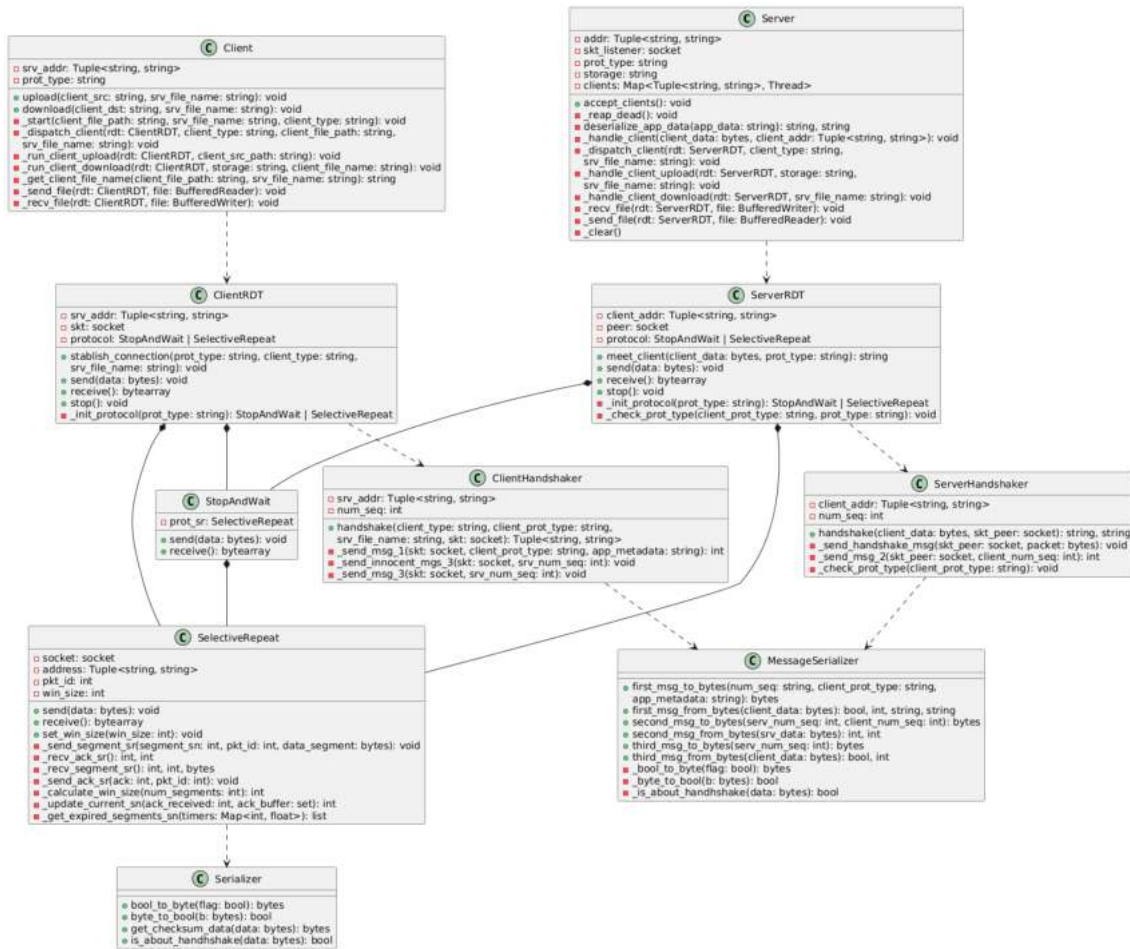 C Client
srv_addr: Tuple<string, string>
prot_type: string
upload(client_src: string, srv_file_name: string): void
download(client_dst: string, srv_file_name: string): void
_start(client_file_path: string, srv_file_name: string, client_type: string): void
_dispatch_client(rdt: ClientRDT, client_type: string, client_file_path: string,
srv_file_name: string): void
_run_client_upload(rdt: ClientRDT, client_src_path: string): void
_run_client_download(rdt: ClientRDT, storage: string, client_file_name: string): void
_get_client_file_name(client_file_path: string, srv_file_name: string): string
_send_file(rdt: ClientRDT, file: BufferedReader): void
_recv_file(rdt: ClientRDT, file: BufferedWriter): void
C Server
addr: Tuple<string, string>
skt_listener: socket
prot_type: string
storage: string
clients: Map<Tuple<string, string>, Thread>
accept_clients(): void
_reap_dead(): void
deserialize_app_data(app_data: string): string, string
_handle_client(client_data: bytes, client_addr: Tuple<string, string>): void
_dispatch_client(rdt: ServerRDT, client_type: string,
srv_file_name: string): void
_handle_client_upload(rdt: ServerRDT, storage: string,
srv_file_name: string): void
_handle_client_download(rdt: ServerRDT, srv_file_name: string): void
_recv_file(rdt: ServerRDT, file: BufferedWriter): void
_send_file(rdt: ServerRDT, file: BufferedReader): void
_clear()
C ClientRDT
srv_addr: Tuple<string, string>
skt: socket
protocol: StopAndWait | SelectiveRepeat
stablish_connection(prot_type: string, client_type: string,
srv_file_name: string): void
send(data: bytes): void
receive(): bytearray
stop(): void
_init_protocol(prot_type: string): StopAndWait | SelectiveRepeat
C ServerRDT
client_addr: Tuple<string, string>
peer: socket
protocol: StopAndWait | SelectiveRepeat
meet_client(client_data: bytes, prot_type: string): string
send(data: bytes): void
receive(): bytearray
stop(): void
_init_protocol(prot_type: string): StopAndWait | SelectiveRepeat
_check_prot_type(client_prot_type: string, prot_type: string): void
C StopAndWait
prot_sr: SelectiveRepeat
send(data: bytes): void
receive(): bytearray
C ClientHandshaker
srv_addr: Tuple<string, string>
num_seq: int
handshake(client_type: string, client_prot_type: string,
srv_file_name: string, skt: socket): Tuple<string, string>
_send_msg_1(skt: socket, client_prot_type: string, app_metadata: string): int
_send_innocent_mgs_3(skt: socket, srv_num_seq: int): void
_send_msg_3(skt: socket, srv_num_seq: int): void
C ServerHandshaker
client_addr: Tuple<string, string>
num_seq: int
handshake(client_data: bytes, skt_peer: socket): string, string
_send_handshake_msg(skt_peer: socket, packet: bytes): void
_send_msg_2(skt_peer: socket, client_num_seq: int): int
_check_prot_type(client_prot_type: string): void
C SelectiveRepeat
socket: socket
address: Tuple<string, string>
pkt_id: int
win_size: int
send(data: bytes): void
receive(): bytearray
set_win_size(win_size: int): void
_send_segment_sr(segment_sn: int, pkt_id: int, data_segment: bytes): void
_recv_ack_sr(): int, int
_recv_segment_sr(): int, int, bytes
_send_ack_sr(ack: int, pkt_id: int): void
_calculate_win_size(num_segments: int): int
_update_current_sn(ack_received: int, ack_buffer: set): int
_get_expired_segments_sn(timers: Map<int, float>): list
C MessageSerializer
first_msg_to_bytes(num_seq: string, client_prot_type: string,
app_metadata: string): bytes
first_msg_from_bytes(client_data: bytes): bool, int, string, string
second_msg_to_bytes(serv_num_seq: int, client_num_seq: int): bytes
second_msg_from_bytes(srv_data: bytes): int, int
third_msg_to_bytes(serv_num_seq: int): bytes
third_msg_from_bytes(client_data: bytes): bool, int
_bool_to_byte(flag: bool): bytes
_byte_to_bool(b: bytes): bool
_is_about_handhshake(data: bytes): bool
C Serializer
bool_to_byte(flag: bool): bytes
byte_to_bool(b: bytes): bool
get_checksum_data(data: bytes): bytes
is_about_handhshake(data: bytes): bool